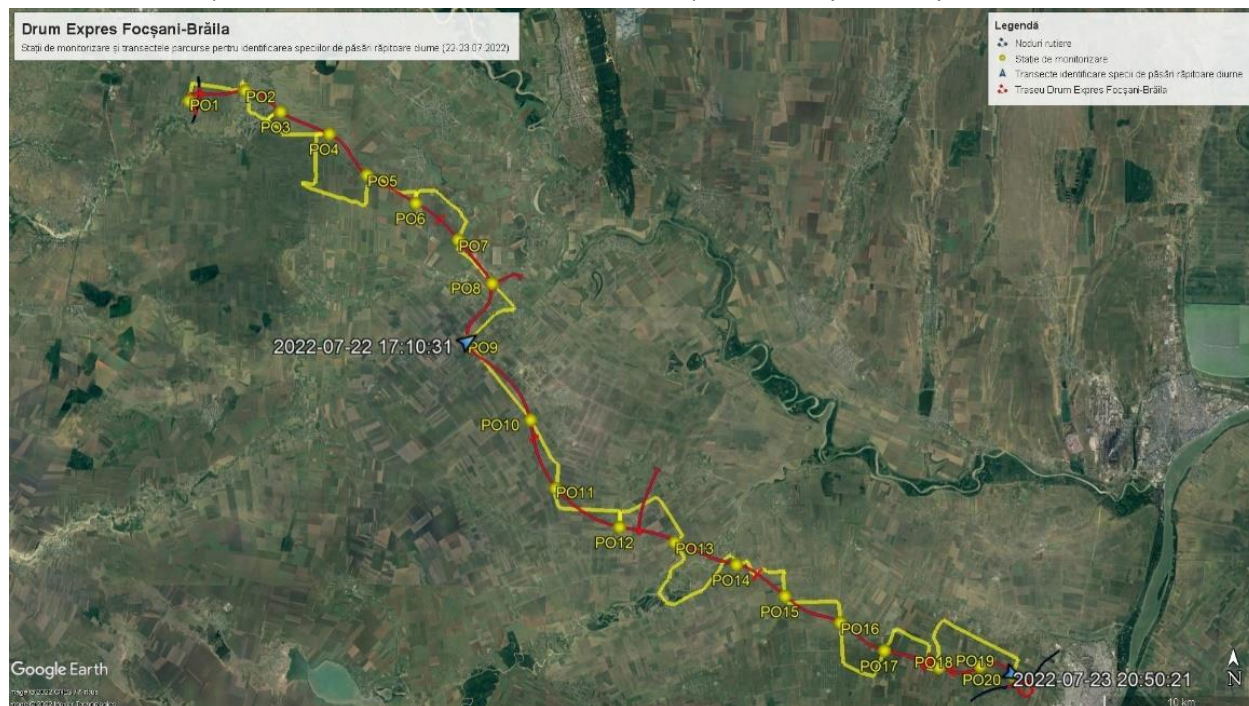 Drum Expres Focșani-Brăila
Stații de monitorizare și transectele parcurse pentru identificarea speciilor de păsări răpitoare diurne (22-23.07.2022)
Legendă
Noduri rutiere
Stație de monitorizare
Transecte identificare specii de păsări răpitoare diurne
Traseu Drum Expres Focșani-Brăila
PO1
PO2
PO3
PO4
PO5
PO6
PO7
PO8
2022-07-22 17:10:31
PO9
PO10
PO11
PO12
PO13
PO14
PO15
PO16
PO17
PO18
PO19
PO20
2022-07-23 20:50:21
Google Earth
N
10 km